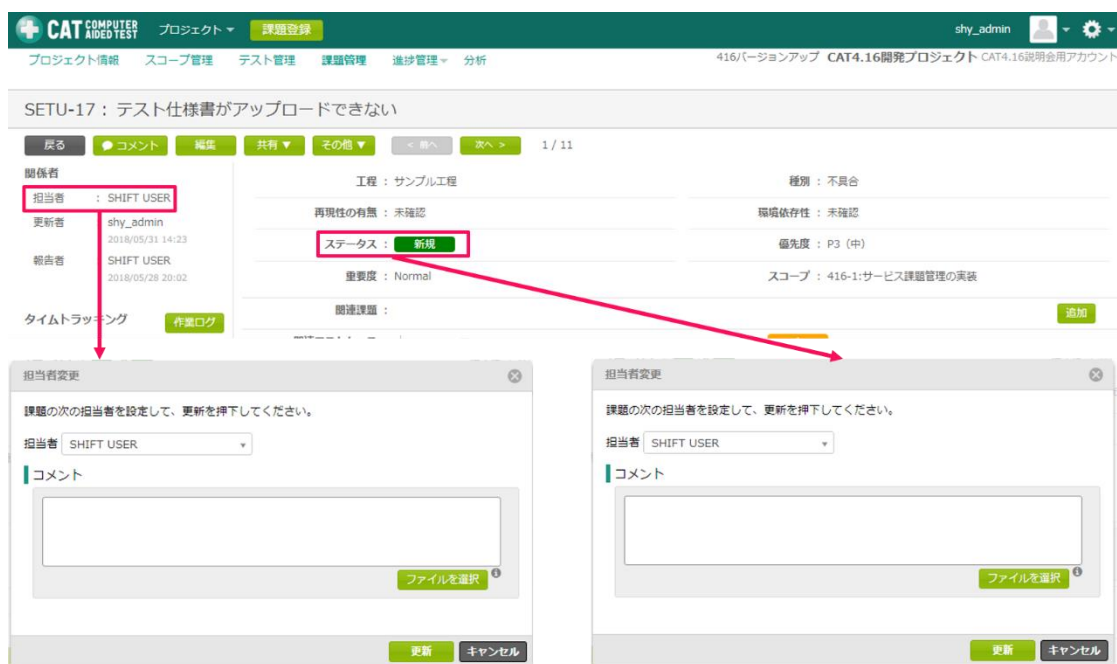 CAT COMPUTER AIDED TEST プロジェクト 課題登録 shy_admin
プロジェクト情報 スコープ管理 テスト管理 課題管理 進捗管理 分析 416バージョンアップ CAT4.16開発プロジェクト CAT4.16説明会用アカウント
SETU-17 : テスト仕様書がアップロードできない
戻る コメント 編集 共有 ▼ その他 ▼ < 前へ 次へ > 1 / 11
関係者
担当者 : SHIFT USER
更新者 shy_admin
2018/05/31 14:23
報告者 SHIFT USER
2018/05/28 20:02
タイムトラッキング 作業ログ
工程 : サンプル工程 種別 : 不具合
再現性の有無 : 未確認 環境依存性 : 未確認
ステータス : 新規 優先度 : P3（中）
重要度 : Normal スコープ : 416-1:サービス課題管理の実装
関連課題 : 追加
担当者変更
課題の次の担当者を設定して、更新を押下してください。
担当者 SHIFT USER
コメント
ファイルを選択
更新 キャンセル
担当者変更
課題の次の担当者を設定して、更新を押下してください。
担当者 SHIFT USER
コメント
ファイルを選択
更新 キャンセル